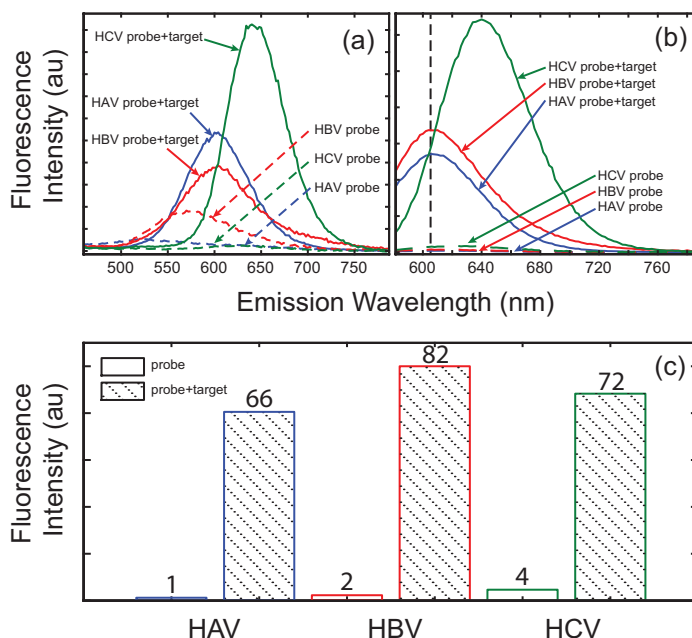 Fluorescence
Intensity (au)
(a)
HCV probe+target
HAV probe+target
HBV probe+target
HBV probe
HCV probe
HAV probe
500 550 600 650 700 750
(b)
HCV probe+target
HBV probe+target
HAV probe+target
HCV probe
HBV probe
HAV probe
600 640 680 720 760
Emission Wavelength (nm)
Fluorescence
Intensity (au)
(c)
probe
probe+target
1 66 2 82 4 72
HAV HBV HCV